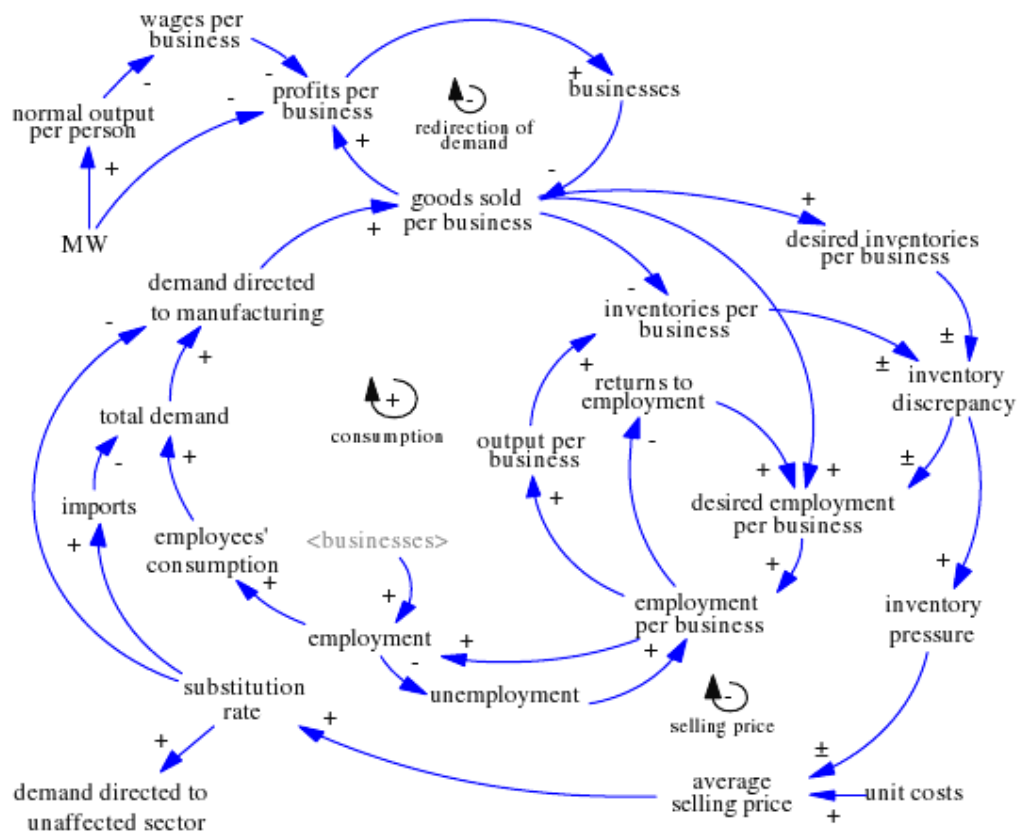 wages per
business
normal output
per person
MW
profits per
business
redirection of
demand
businesses
goods sold
per business
desired inventories
per business
demand directed
to manufacturing
inventories per
business
inventory
discrepancy
returns to
employment
total demand
consumption
output per
business
imports
employees'
consumption
<businesses>
desired employment
per business
employment
employment
per business
inventory
pressure
unemployment
substitution
rate
selling price
average
selling price
unit costs
demand directed to
unaffected sector
-
-
-
+
+
+
-
+
+
-
+
-
±
±
+
-
+
-
+
+
+
±
-
+
+
+
+
+
+
+
+
-
+
-
+
+
±
+
-